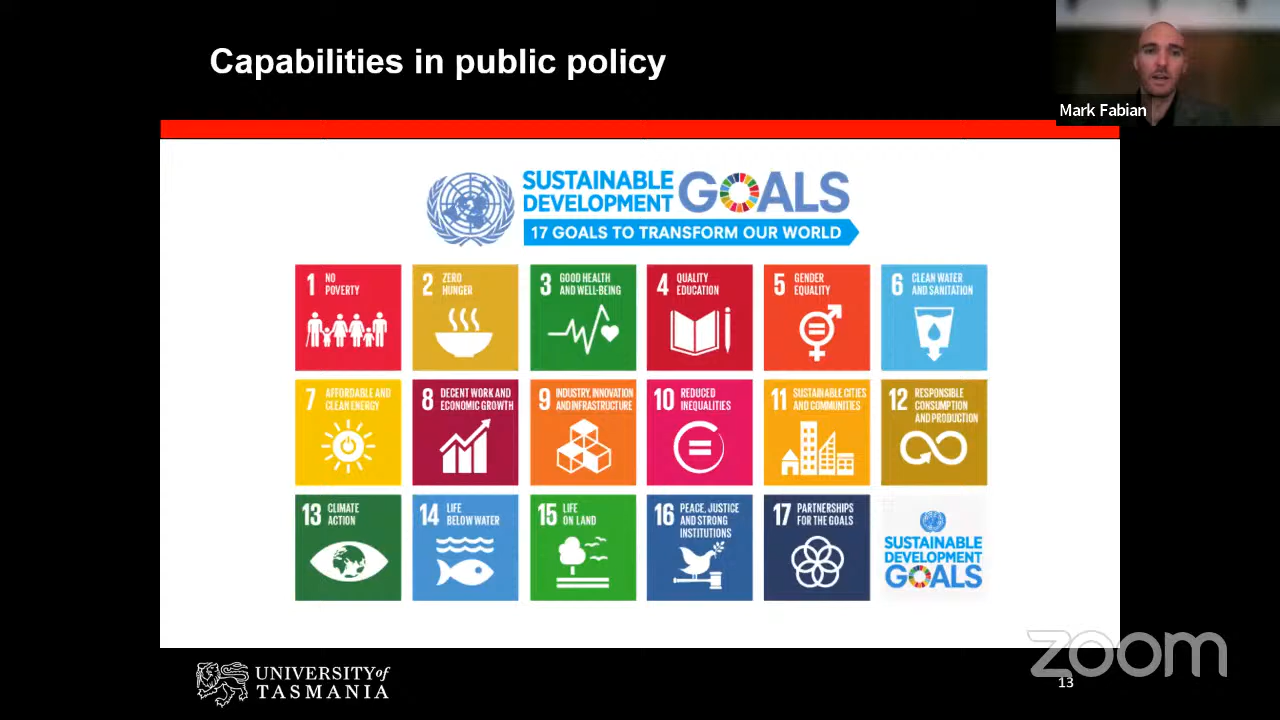 Capabilities in public policy
Mark Fabian
SUSTAINABLE
DEVELOPMENT
GOALS
17 GOALS TO TRANSFORM OUR WORLD
1 NO
POVERTY
2 ZERO
HUNGER
3 GOOD HEALTH
AND WELL-BEING
4 QUALITY
EDUCATION
5 GENDER
EQUALITY
6 CLEAN WATER
AND SANITATION
7 AFFORDABLE AND
CLEAN ENERGY
8 DECENT WORK AND
ECONOMIC GROWTH
9 INDUSTRY, INNOVATION
AND INFRASTRUCTURE
10 REDUCED
INEQUALITIES
11 SUSTAINABLE CITIES
AND COMMUNITIES
12 RESPONSIBLE
CONSUMPTION
AND PRODUCTION
13 CLIMATE
ACTION
14 LIFE
BELOW WATER
15 LIFE
ON LAND
16 PEACE, JUSTICE
AND STRONG
INSTITUTIONS
17 PARTNERSHIPS
FOR THE GOALS
SUSTAINABLE
DEVELOPMENT
GOALS
UNIVERSITY of
TASMANIA
zoom
13